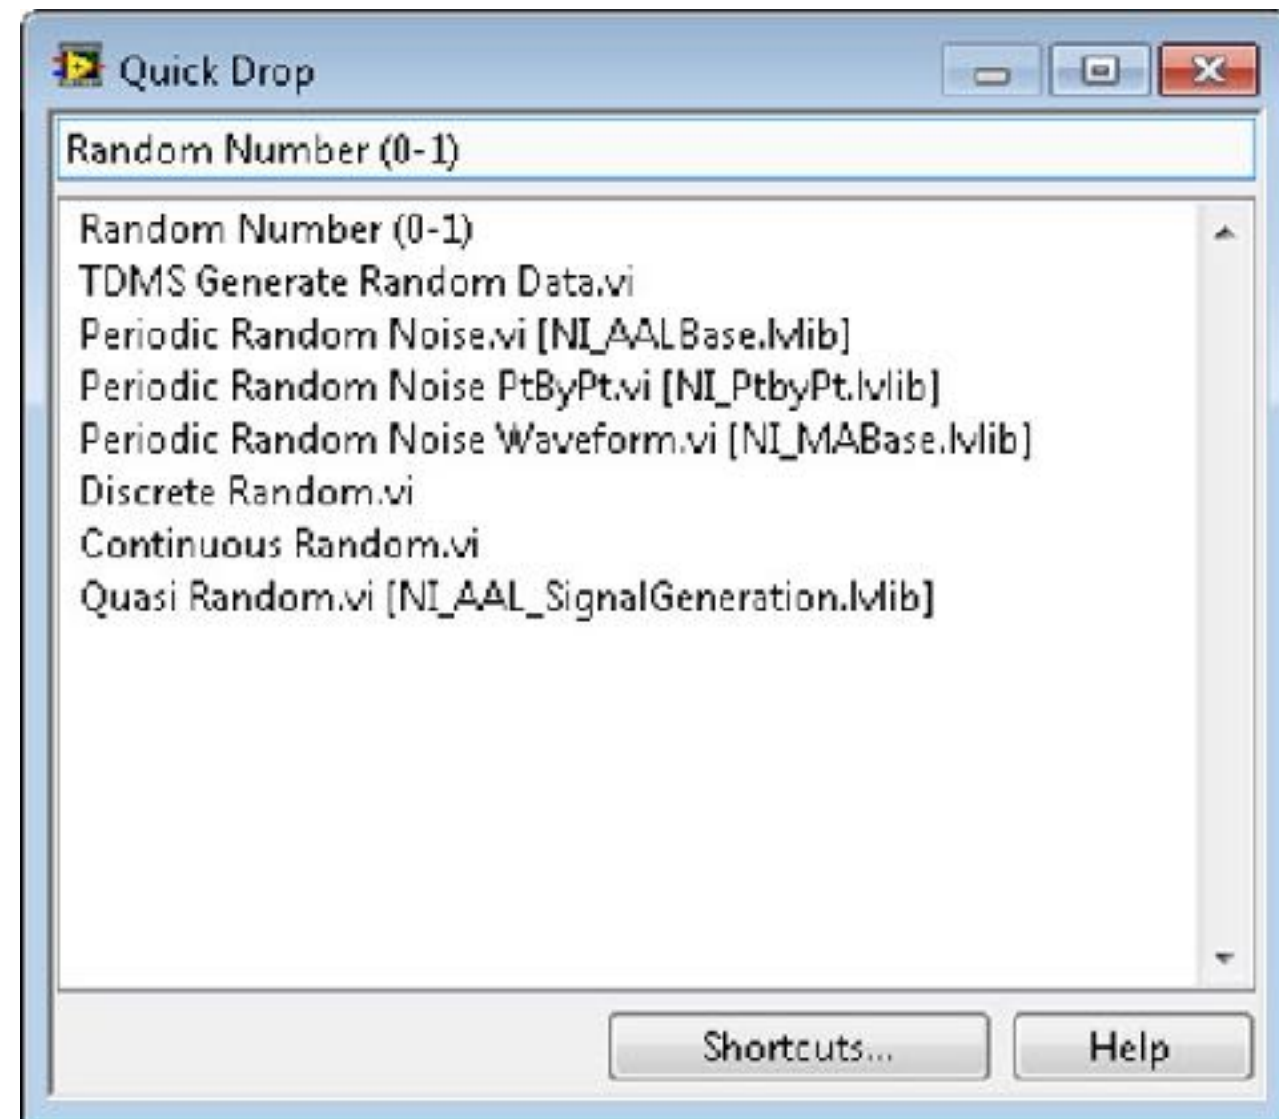 Quick Drop
Random Number (0-1)
Random Number (0-1)
TDMS Generate Random Data.vi
Periodic Random Noise.vi [NI_AALBase.lvlib]
Periodic Random Noise PtByPt.vi [NI_PtbyPt.lvlib]
Periodic Random Noise Waveform.vi [NI_MABase.lvlib]
Discrete Random.vi
Continuous Random.vi
Quasi Random.vi [NI_AAL_SignalGeneration.lvlib]
Shortcuts... Help